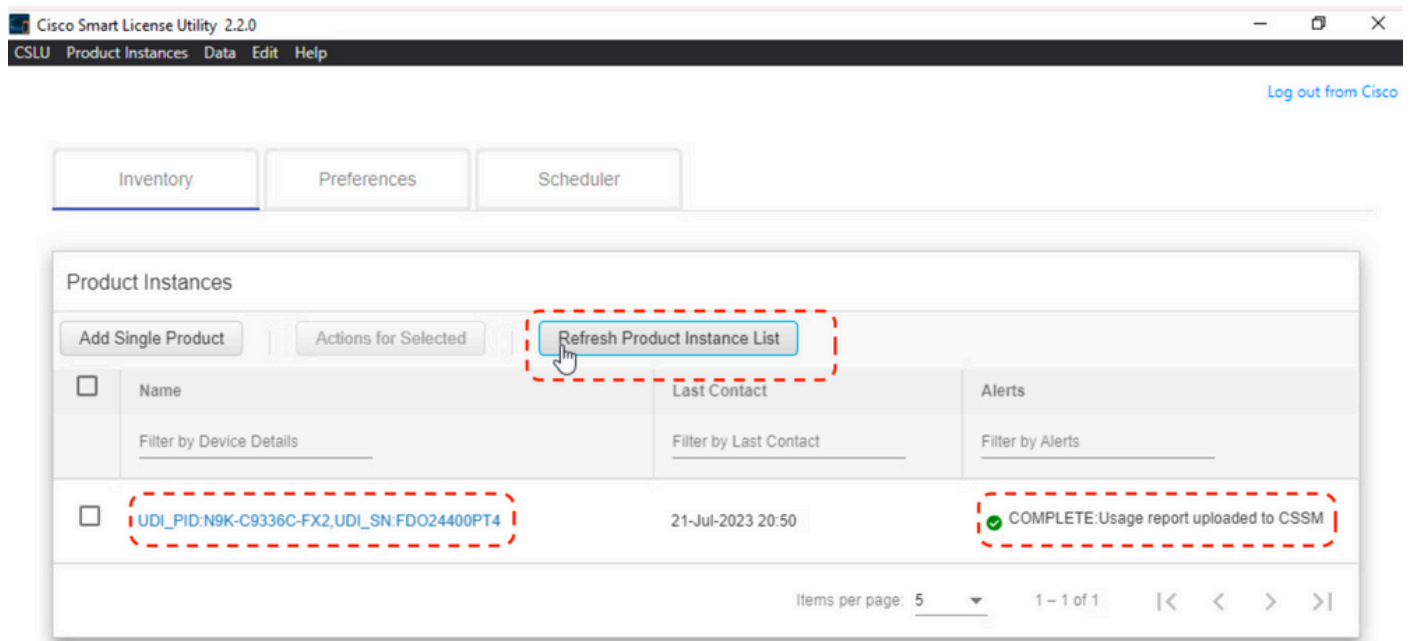 Cisco Smart License Utility 2.2.0
CSLU Product Instances Data Edit Help
Log out from Cisco
Inventory Preferences Scheduler
Product Instances
Add Single Product Actions for Selected Refresh Product Instance List
Name Last Contact Alerts
Filter by Device Details Filter by Last Contact Filter by Alerts
UDI_PID:N9K-C9336C-FX2,UDI_SN:FDO24400PT4 21-Jul-2023 20:50 COMPLETE:Usage report uploaded to CSSM
Items per page: 5 1 – 1 of 1